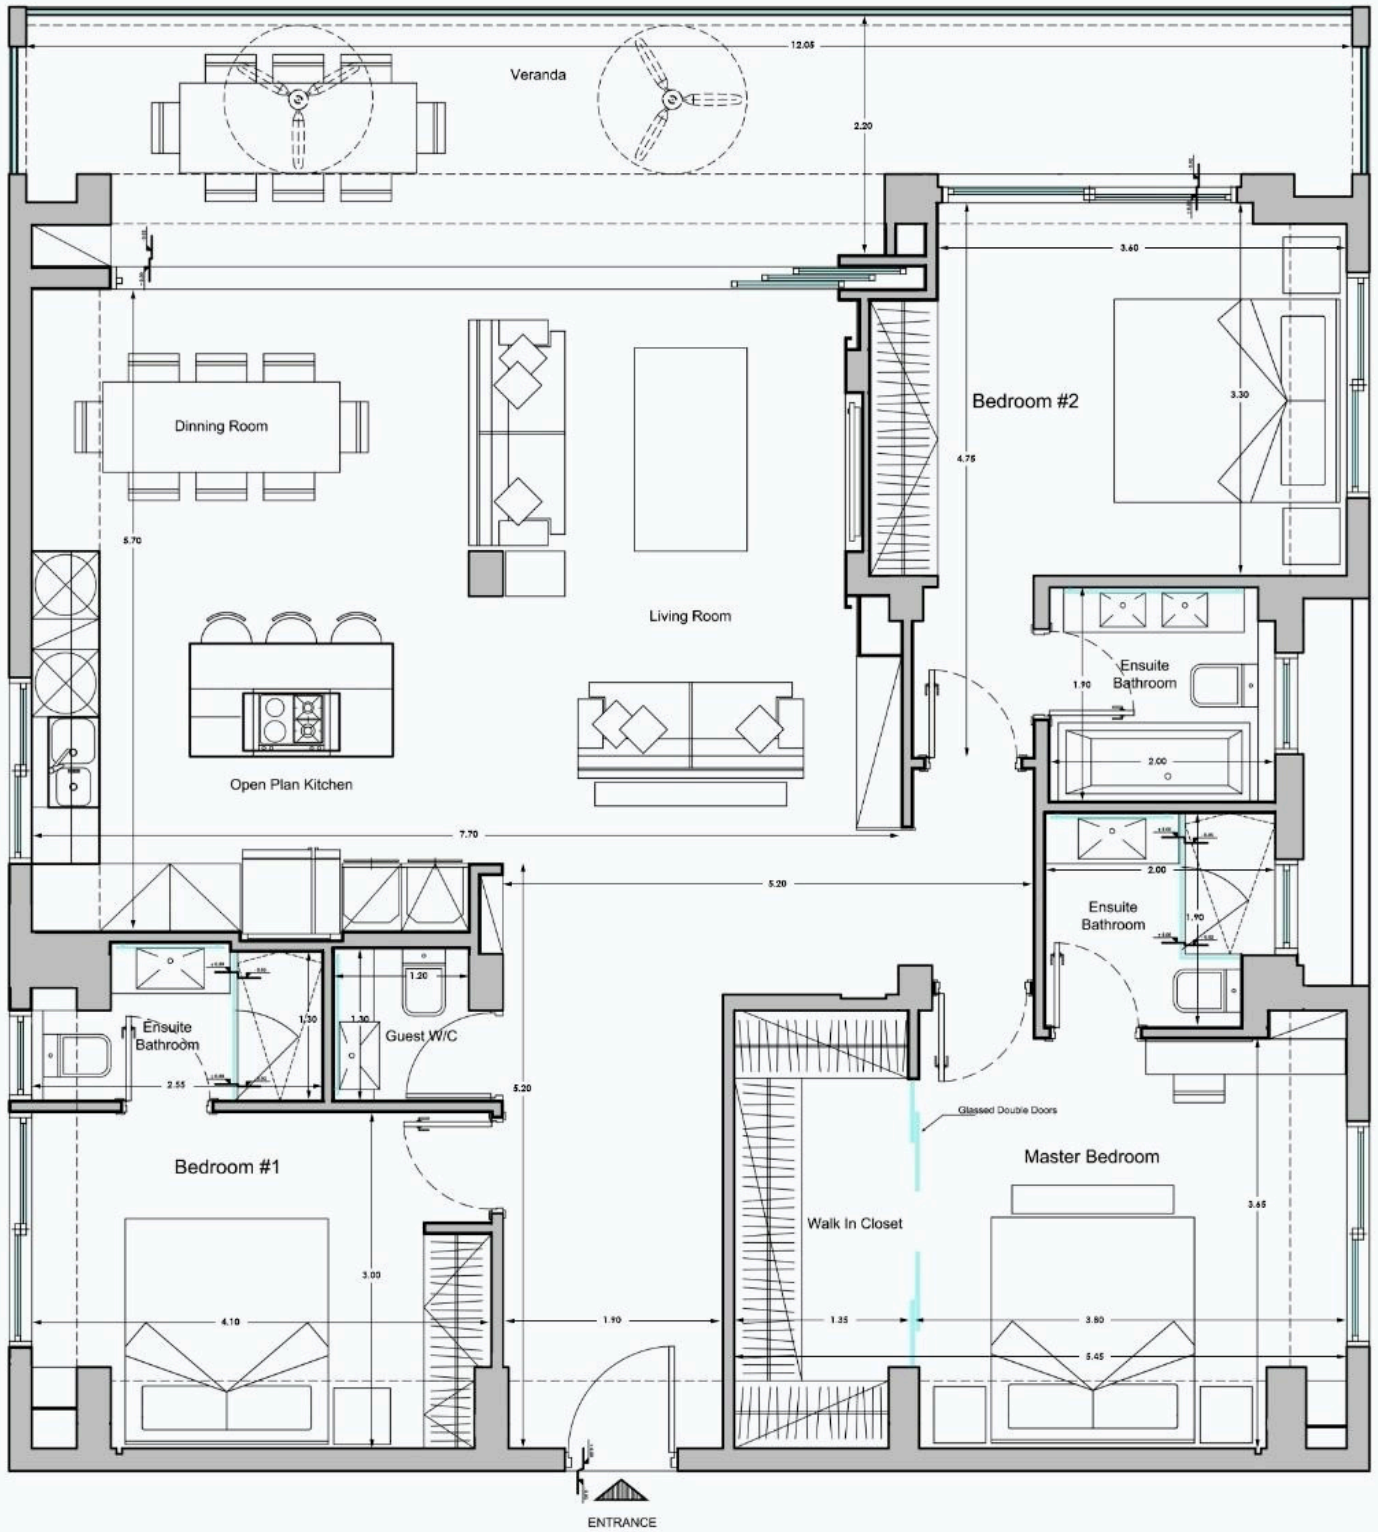 12.05
Veranda
2.20
3.60
Bedroom #2
3.30
Dinning Room
4.75
5.70
Living Room
Ensuite
Bathroom
1.90
2.00
Open Plan Kitchen
7.70
5.20
2.00
Ensuite
Bathroom
1.90
1.20
1.30
1.30
Ensuite
Bathroom
Guest W/C
2.55
5.20
Glassed Double Doors
Master Bedroom
Bedroom #1
3.65
Walk In Closet
3.00
4.10
1.90
1.35
3.80
5.45
ENTRANCE